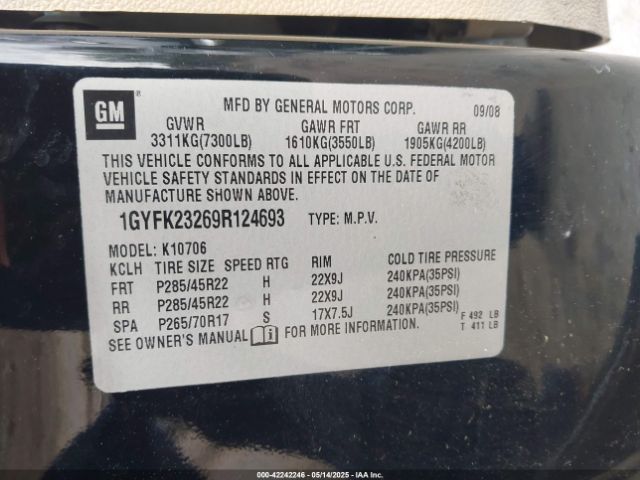 GM
MFD BY GENERAL MOTORS CORP. 09/08
GVWR GAWR FRT GAWR RR
3311KG(7300LB) 1610KG(3550LB) 1905KG(4200LB)
THIS VEHICLE CONFORMS TO ALL APPLICABLE U.S. FEDERAL MOTOR
VEHICLE SAFETY STANDARDS IN EFFECT ON THE DATE OF
MANUFACTURE SHOWN ABOVE.
1GYFK23269R124693 TYPE: M.P.V.
MODEL: K10706
KCLH TIRE SIZE SPEED RTG RIM COLD TIRE PRESSURE
FRT P285/45R22 H 22X9J 240KPA(35PSI)
RR P285/45R22 H 22X9J 240KPA(35PSI)
SPA P265/70R17 S 17X7.5J 240KPA(35PSI)
SEE OWNER'S MANUAL i FOR MORE INFORMATION.
F 492 LB
T 411 LB
000-42242246 - 05/14/2025 - IAA Inc.